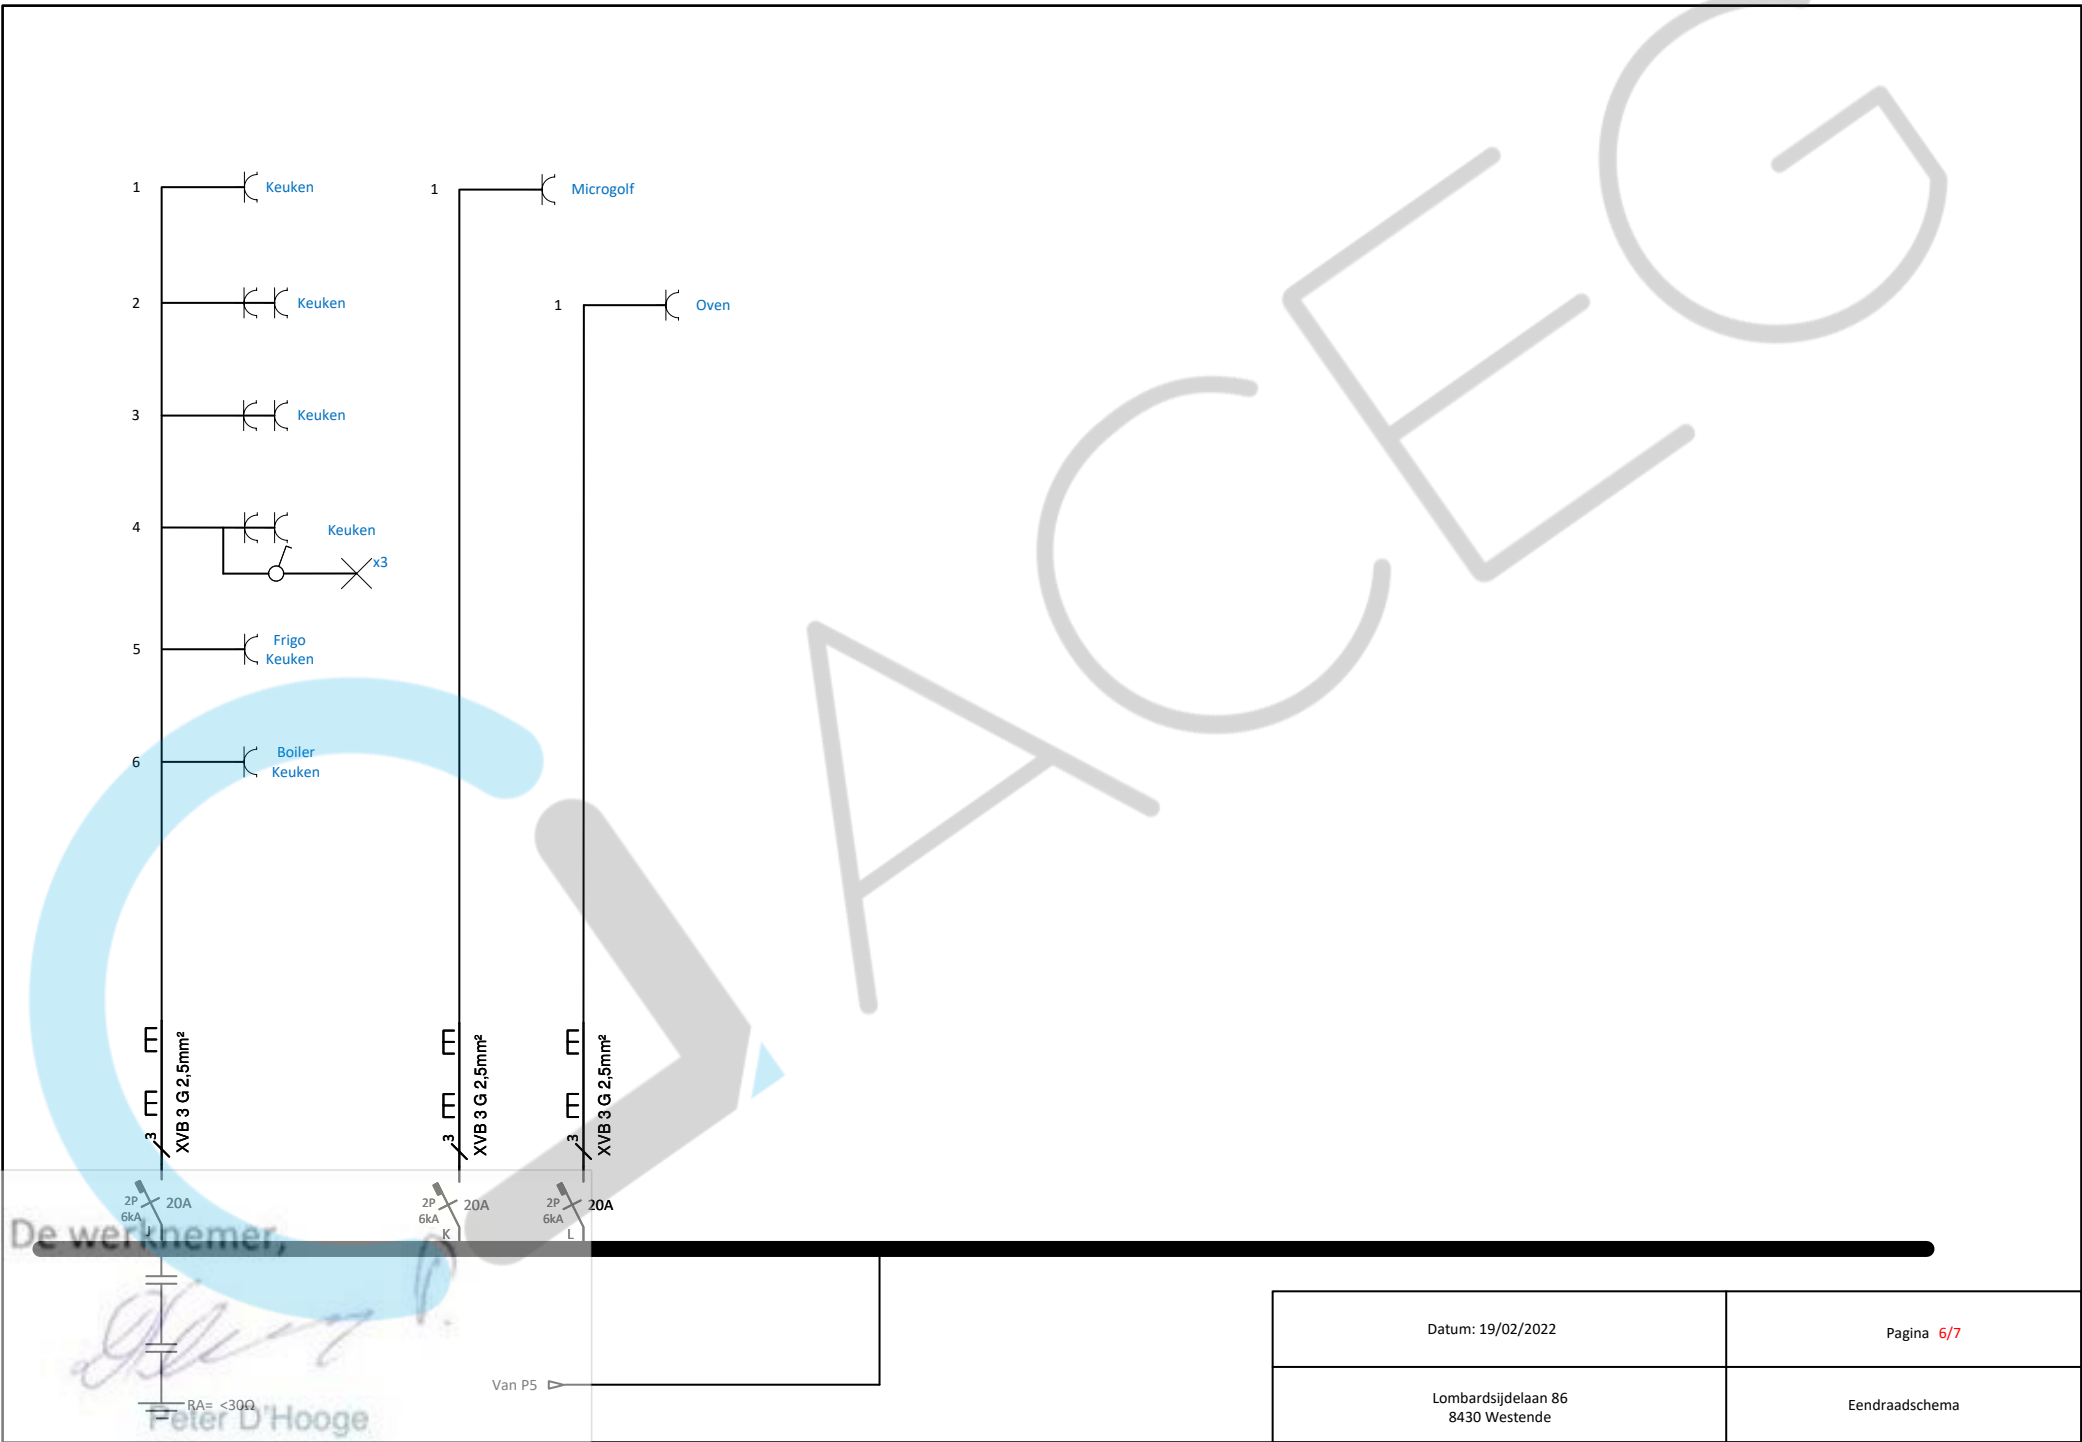 1
Keuken
1
Microgolf
2
Keuken
1
Oven
3
Keuken
4
Keuken
x3
5
Frigo
Keuken
6
Boiler
Keuken
E
E
3
XVB 3 G 2,5mm²
E
E
3
XVB 3 G 2,5mm²
E
E
3
XVB 3 G 2,5mm²
2P
6kA
20A
J
2P
6kA
20A
K
2P
6kA
20A
L
De werknemer,
RA= <30Ω
Peter D'Hooge
Van P5
Datum: 19/02/2022
Pagina 6/7
Lombardsijdelaan 86
8430 Westende
Eendraadschema
ACEG